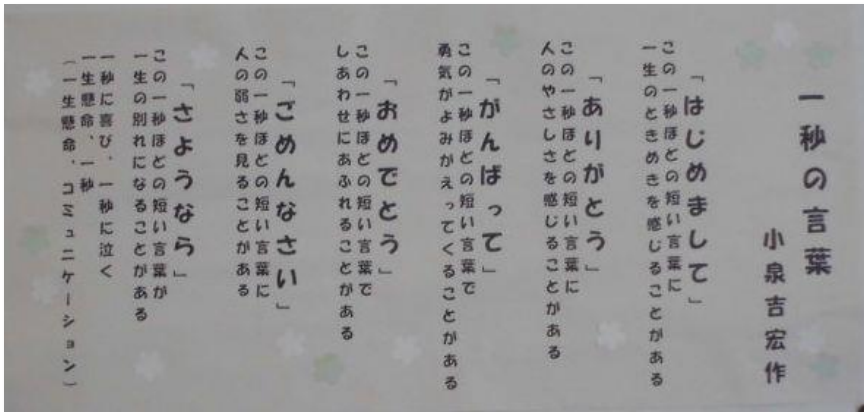 一秒の言葉
小泉吉宏作
「はじめまして」
この一秒ほどの短い言葉に
一生のときめきを感じることがある
「ありがとう」
この一秒ほどの短い言葉に
人のやさしさを感じることがある
「がんばって」
この一秒ほどの短い言葉で
勇気がよみがえってくることがある
「おめでとう」
この一秒ほどの短い言葉で
しあわせにあふれることがある
「ごめんなさい」
この一秒ほどの短い言葉に
人の弱さを見ることがある
「さようなら」
この一秒ほどの短い言葉が
一生の別れになることがある
一秒に喜び、一秒に泣く
一生懸命、一秒
(一生懸命、コミュニケーション)